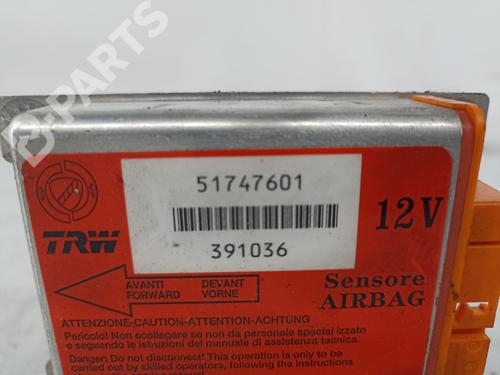 B-PARTS
51747601
391036
12V
TRW
AVANTI DEVANT
FORWARD VORNE
Sensore
AIRBAG
ATTENZIONE-CAUTION-ATTENTION-ACHTUNG
Pericolo! Non scollegare se non da personale special izzato
e seguendo le istruzioni del manuale di assistenza tecnica.
Danger: Do not disconnect! This operation is only to be
carried out by skilled operators, following the instructions